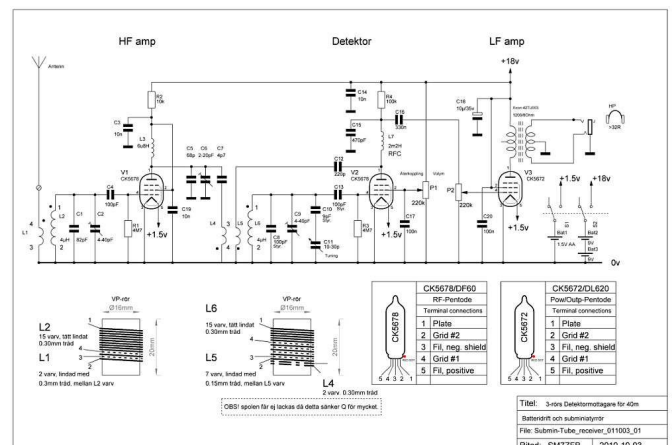 HF amp
Detektor
LF amp
+18v
Antenn
R2
10k
C3
10n
L3
6u8H
C5
68p
C6
2-20pF
C7
4p7
V1
CK5678
C4
100pF
L1
L2
4µH
C1
82pF
C2
4-40pF
R1
4M7
+1.5v
C19
10n
L4
L5
L6
4µH
C8
100pF
C9
4-40pF
C10
C11
10-30p
Tuning
C12
220p
C13
100pF
C14
10n
R4
100k
C15
470pF
C16
330n
L7
2m2H
RFC
V2
CK5678
R3
4M7
+1.5v
Återkoppling
P1
220k
C17
100n
Volym
P2
220k
C18
10µ/35v
C20
100n
V3
CK5672
+1.5v
HP
>32R
+1.5v
+18v
S1
S2
Bat1
1.5V AA
Bat2
9V
Bat3
9V
0v
VP-rör
Ø16mm
20mm
L2
15 varv, tätt lindat
0.30mm tråd
L1
2 varv, lindad med
0.3mm tråd, mellan L2 varv
VP-rör
Ø16mm
20mm
L6
15 varv, tätt lindat
0.30mm tråd
L5
7 varv, lindad med
0.15mm tråd, mellan L5 varv
L4
2 varv. 0.30mm tråd
OBS! spolen får ej lackas då detta sänker Q för mycket.
CK5678
5 4 3 2 1
CK5678/DF60
RF-Pentode
Terminal connections
1 Plate
2 Grid #2
3 Fil, neg. shield
4 Grid #1
5 Fil, positive
CK5672
5 4 3 2 1
CK5672/DL620
Pow/Outp-Pentode
Terminal connections
1 Plate
2 Grid #2
3 Fil, neg. shield
4 Grid #1
5 Fil, positive
Titel: 3-rörs Detektormottagare för 40m
Batteridrift och subminiatyrrör
File: Submin-Tube_receiver_011003_01
Ritad: SM7ZFB 2019-10-03